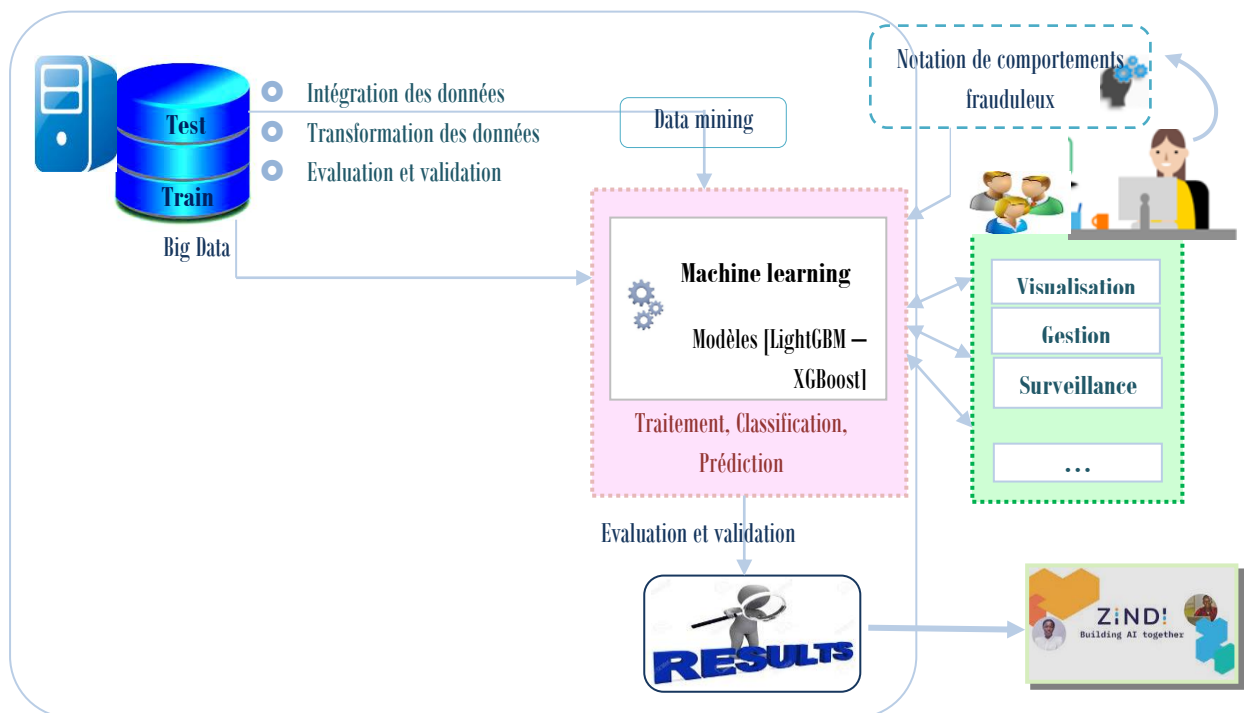 Test
Train
Big Data
Intégration des données
Transformation des données
Evaluation et validation
Data mining
Notation de comportements
frauduleux
Machine learning
Modèles [LightGBM –
XGBoost]
Traitement, Classification,
Prédiction
Visualisation
Gestion
Surveillance
...
Evaluation et validation
RESULTS
ZINDI
Building AI together